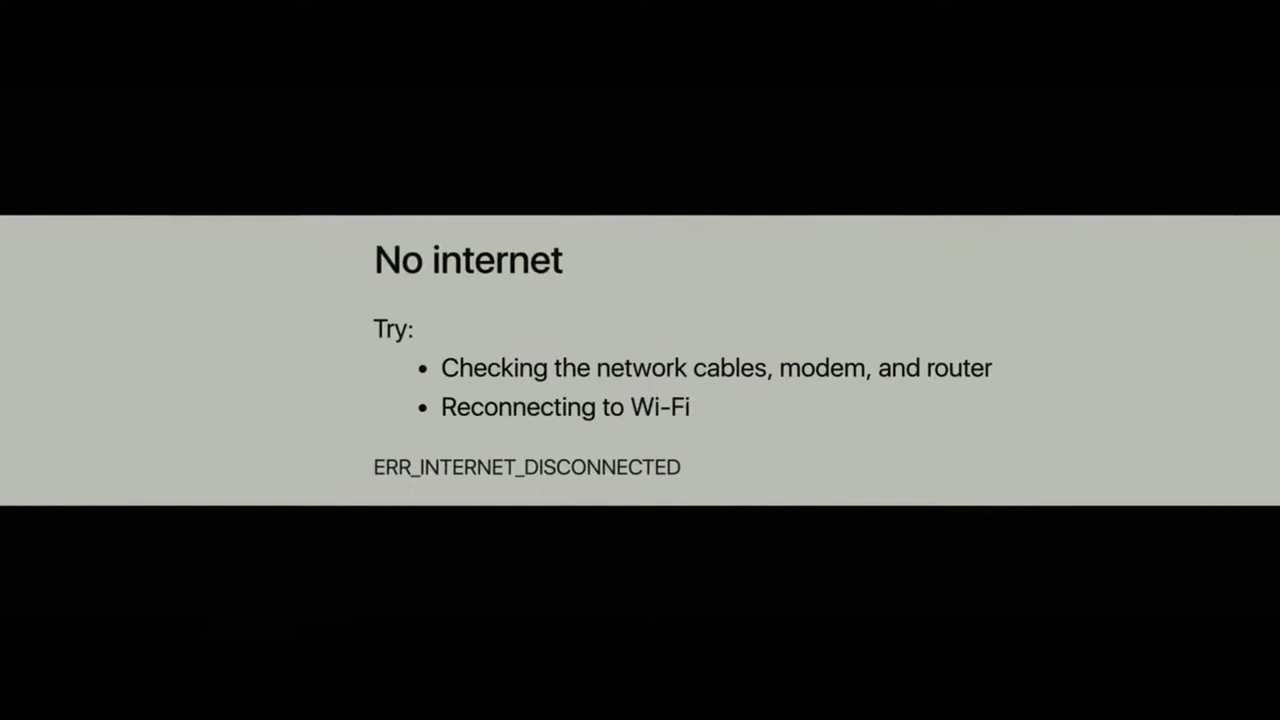 No internet
Try:
• Checking the network cables, modem, and router
• Reconnecting to Wi-Fi
ERR_INTERNET_DISCONNECTED